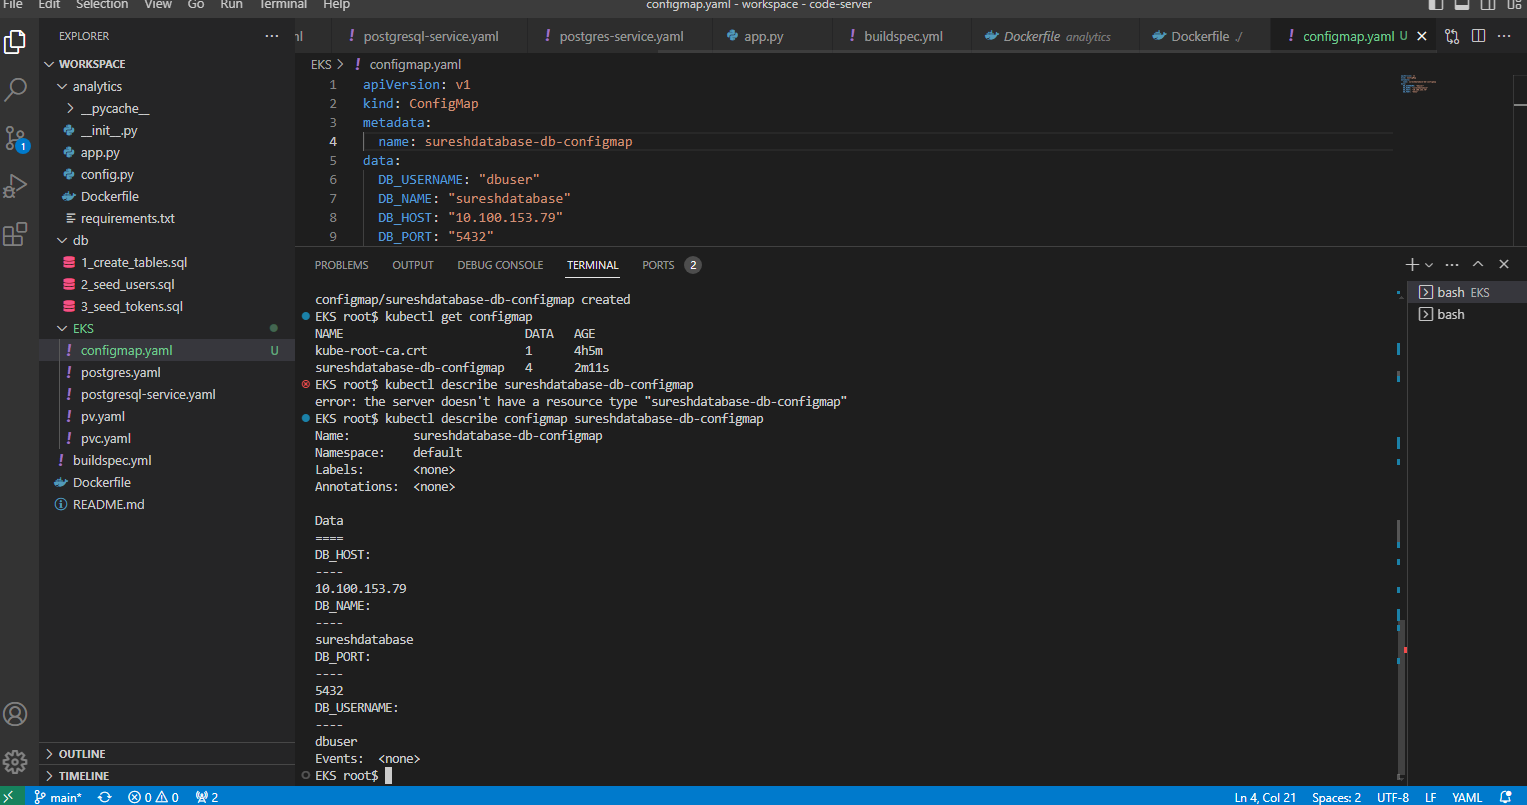 File Edit Selection View Go Run Terminal Help
configmap.yaml - workspace - code-server
EXPLORER
WORKSPACE
analytics
__pycache__
__init__.py
app.py
config.py
Dockerfile
requirements.txt
db
1_create_tables.sql
2_seed_users.sql
3_seed_tokens.sql
EKS
configmap.yaml U
postgres.yaml
postgresql-service.yaml
pv.yaml
pvc.yaml
buildspec.yml
Dockerfile
README.md
OUTLINE
TIMELINE
1
ml ! postgresql-service.yaml ! postgres-service.yaml app.py ! buildspec.yml Dockerfile analytics Dockerfile ./ ! configmap.yaml U
EKS > ! configmap.yaml
1 apiVersion: v1
2 kind: ConfigMap
3 metadata:
4 name: sureshdatabase-db-configmap
5 data:
6 DB_USERNAME: "dbuser"
7 DB_NAME: "sureshdatabase"
8 DB_HOST: "10.100.153.79"
9 DB_PORT: "5432"
PROBLEMS OUTPUT DEBUG CONSOLE TERMINAL PORTS 2
configmap/sureshdatabase-db-configmap created
EKS root$ kubectl get configmap
NAME DATA AGE
kube-root-ca.crt 1 4h5m
sureshdatabase-db-configmap 4 2m11s
EKS root$ kubectl describe sureshdatabase-db-configmap
error: the server doesn't have a resource type "sureshdatabase-db-configmap"
EKS root$ kubectl describe configmap sureshdatabase-db-configmap
Name: sureshdatabase-db-configmap
Namespace: default
Labels: <none>
Annotations: <none>
Data
====
DB_HOST:
----
10.100.153.79
DB_NAME:
----
sureshdatabase
DB_PORT:
----
5432
DB_USERNAME:
----
dbuser
Events: <none>
EKS root$
bash EKS
bash
main* 0 0 2
Ln 4, Col 21 Spaces: 2 UTF-8 LF YAML